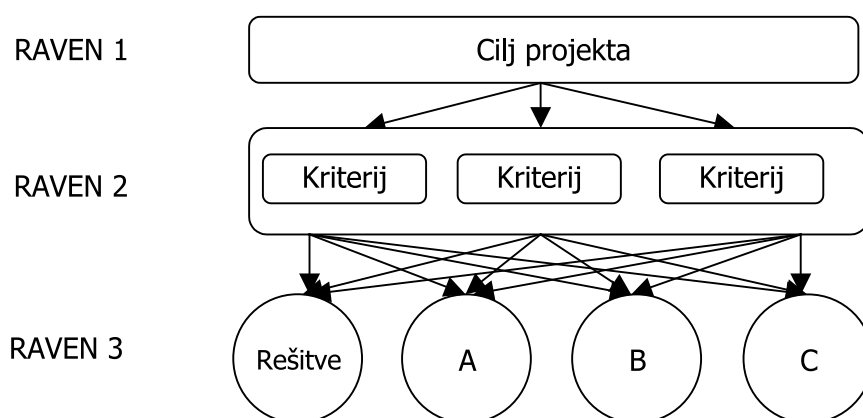 RAVEN 1
Cilj projekta
RAVEN 2
Kriterij
Kriterij
Kriterij
RAVEN 3
Rešitve
A
B
C